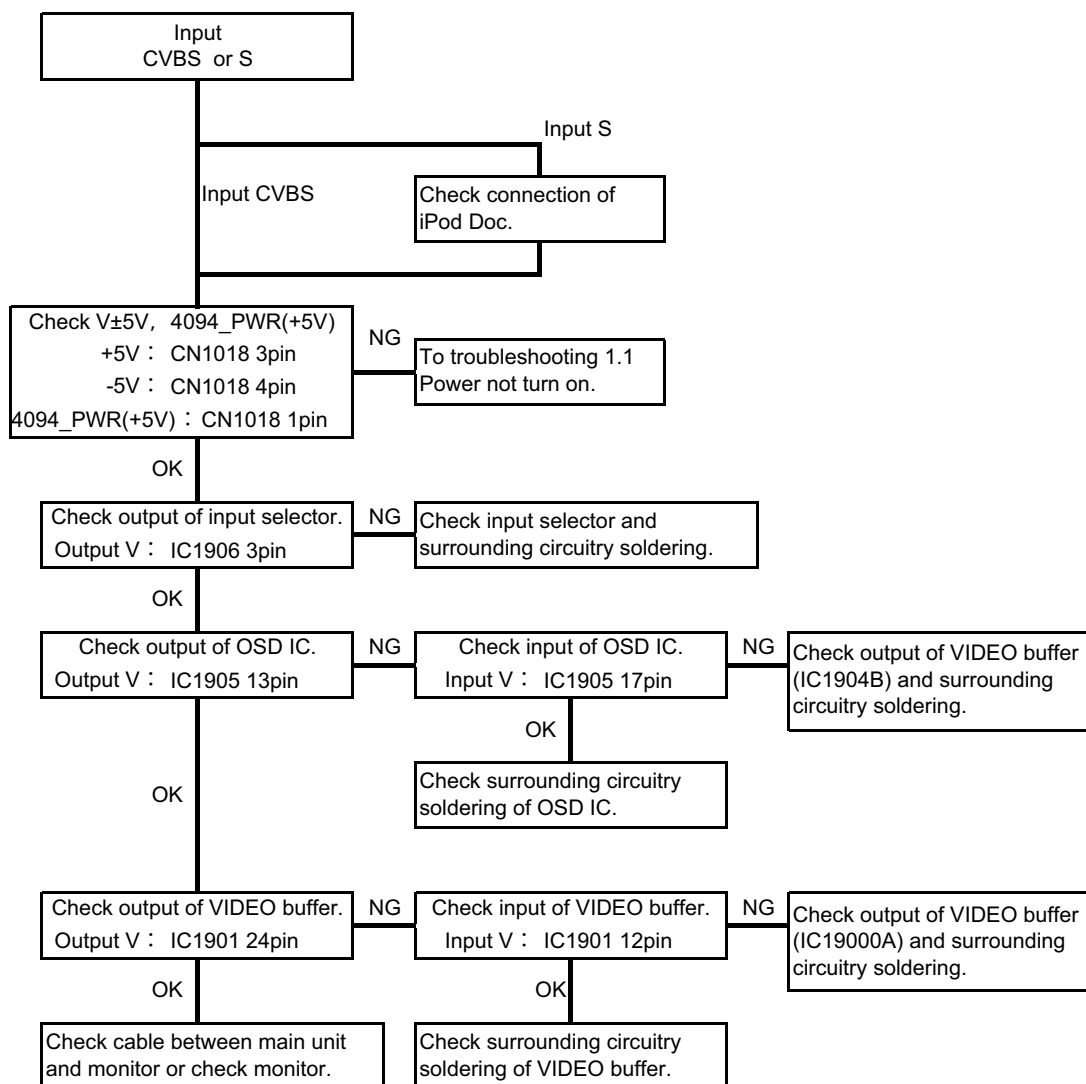 Input
CVBS  or S
Input S
Input CVBS
Check connection of
iPod Doc.
Check V±5V,  4094_PWR(+5V)
+5V： CN1018 3pin
-5V： CN1018 4pin
4094_PWR(+5V)： CN1018 1pin
NG
To troubleshooting 1.1
Power not turn on.
OK
Check output of input selector.
Output V： IC1906 3pin
NG
Check input selector and
surrounding circuitry soldering.
OK
Check output of OSD IC.
Output V： IC1905 13pin
NG
Check input of OSD IC.
Input V： IC1905 17pin
NG
Check output of VIDEO buffer
(IC1904B) and surrounding
circuitry soldering.
OK
Check surrounding circuitry
soldering of OSD IC.
OK
Check output of VIDEO buffer.
Output V： IC1901 24pin
NG
Check input of VIDEO buffer.
Input V： IC1901 12pin
NG
Check output of VIDEO buffer
(IC19000A) and surrounding
circuitry soldering.
OK
OK
Check cable between main unit
and monitor or check monitor.
Check surrounding circuitry
soldering of VIDEO buffer.